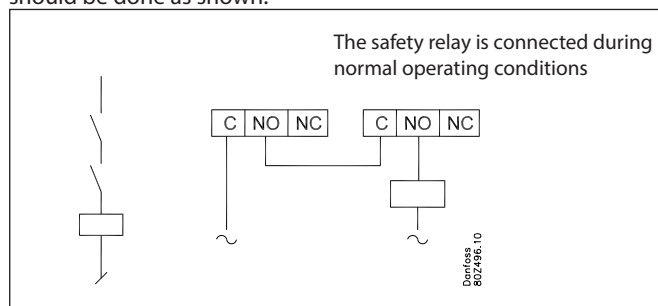 should be done as shown:
The safety relay is connected during
normal operating conditions
C NO NC C NO NC
Danfoss
80Z496.10